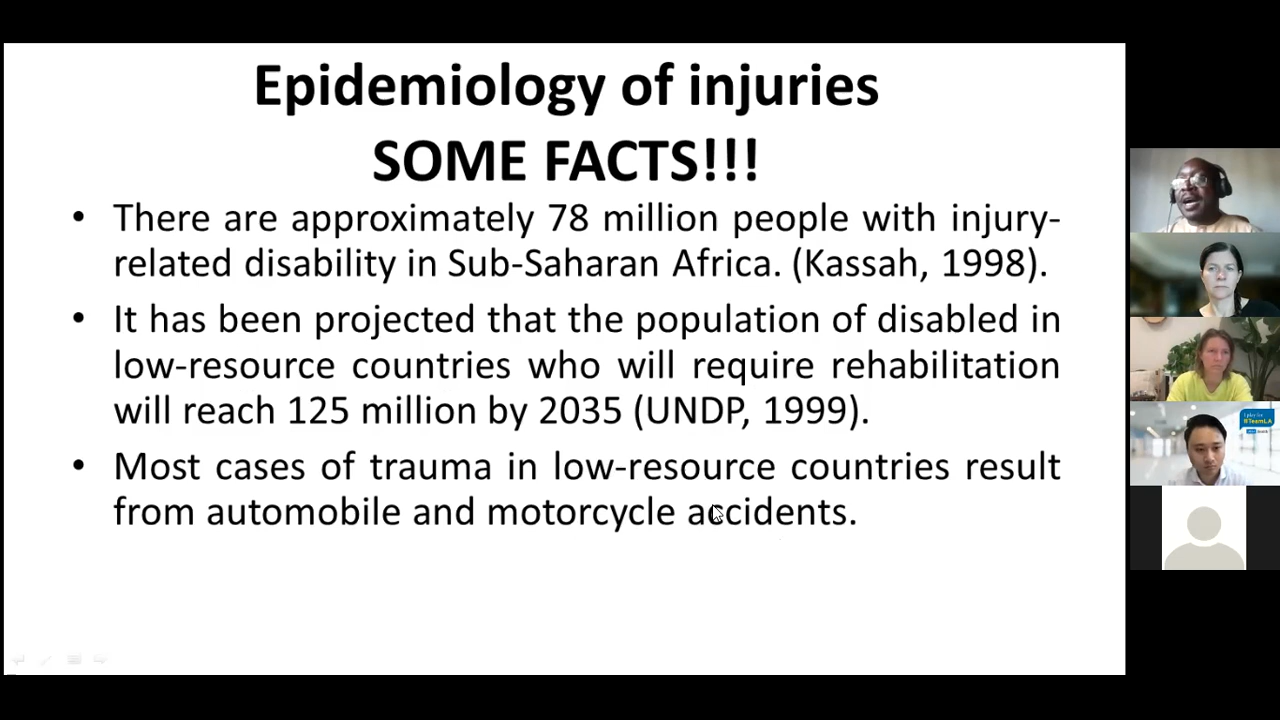 Epidemiology of injuries
SOME FACTS!!!
• There are approximately 78 million people with injury-
related disability in Sub-Saharan Africa. (Kassah, 1998).
• It has been projected that the population of disabled in
low-resource countries who will require rehabilitation
will reach 125 million by 2035 (UNDP, 1999).
• Most cases of trauma in low-resource countries result
from automobile and motorcycle accidents.
I play for
#TeamLA